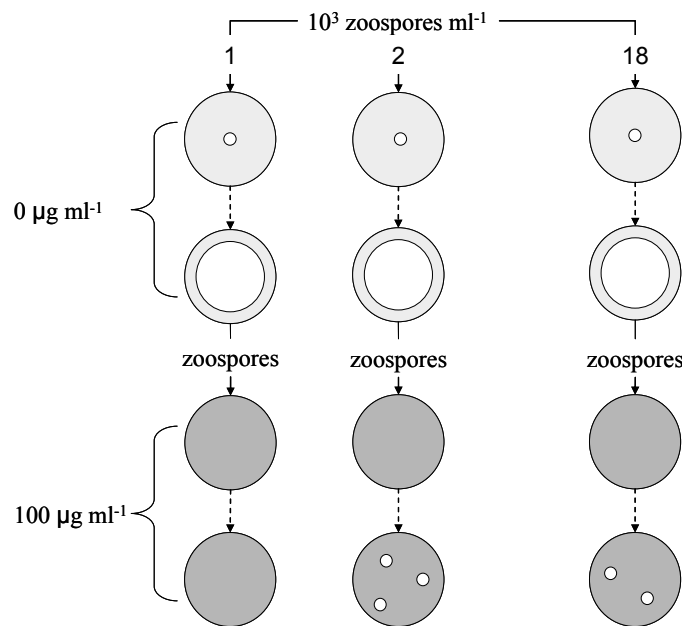 10³ zoospores ml⁻¹
1 2 18
0 µg ml⁻¹
zoospores zoospores zoospores
100 µg ml⁻¹